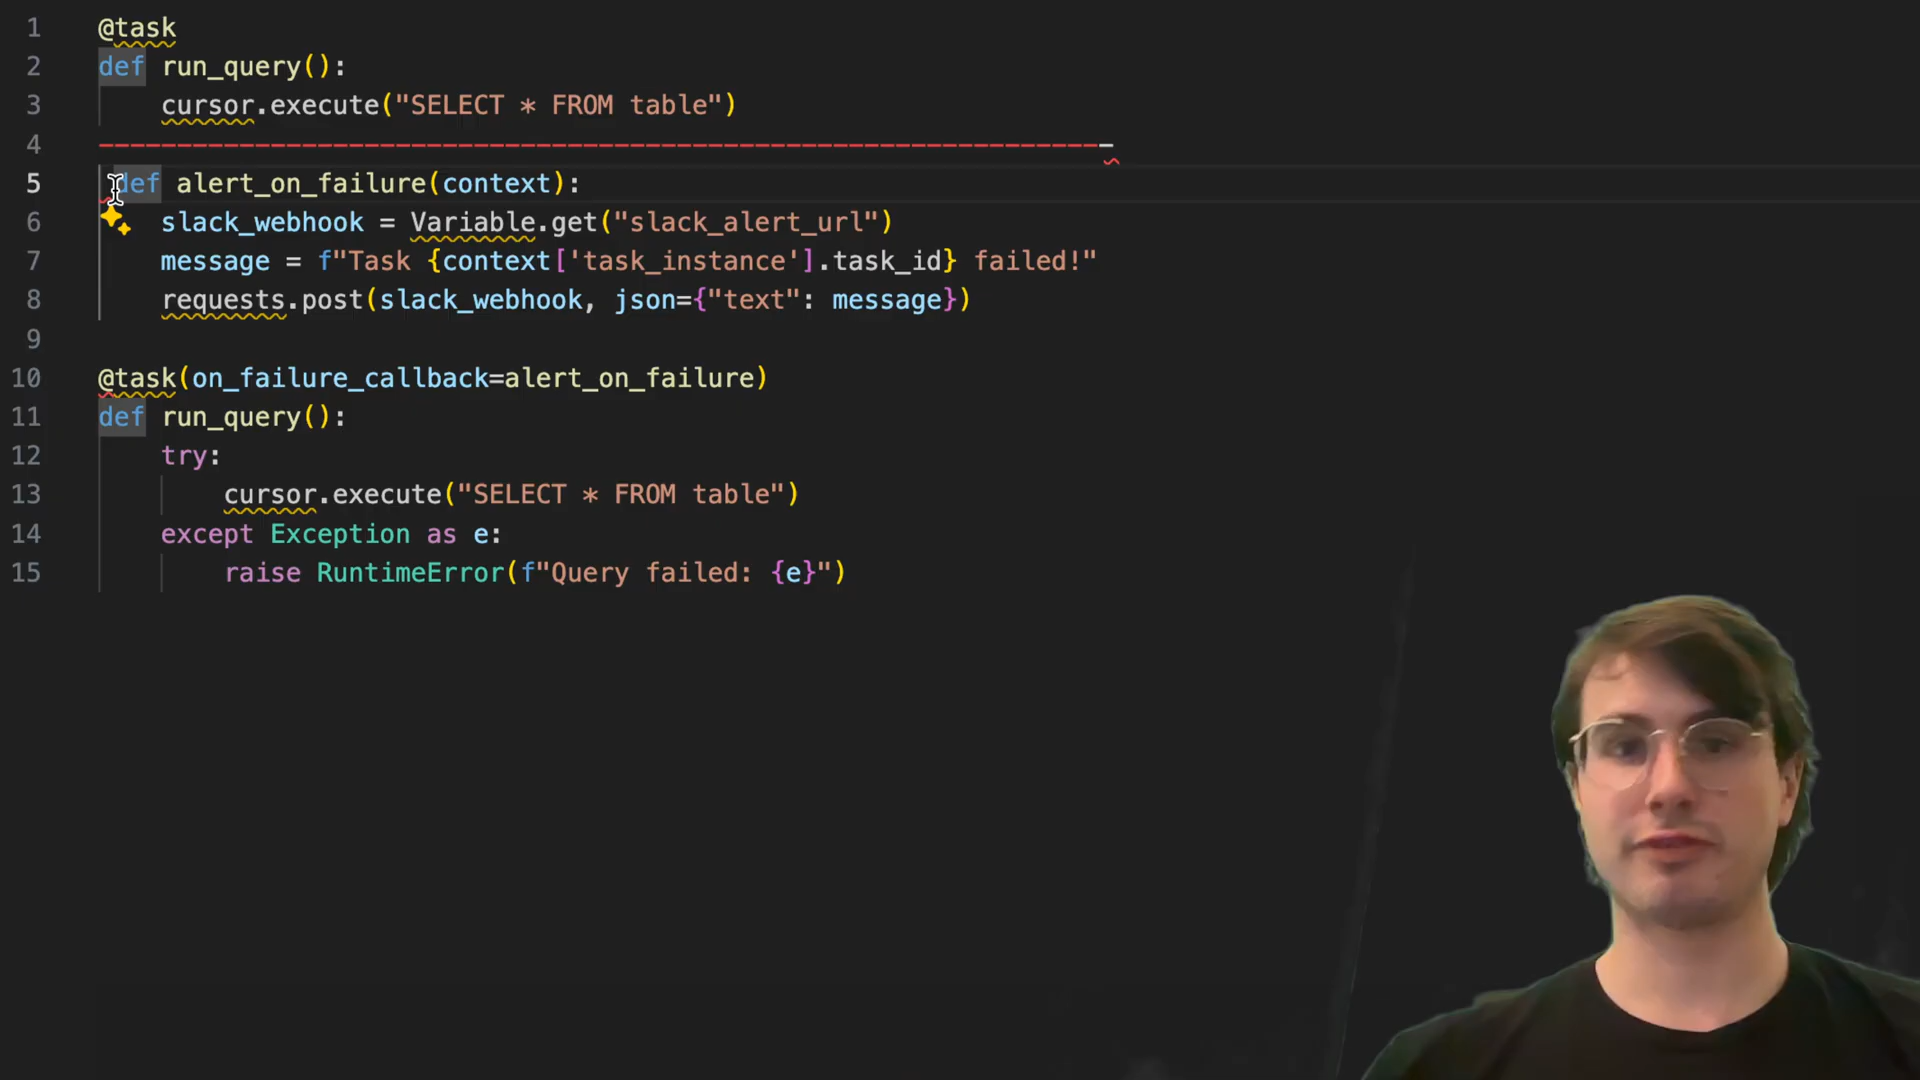 1 @task
2 def run_query():
3 cursor.execute("SELECT * FROM table")
4 -----------------------------------------------------------------
5 def alert_on_failure(context):
6 slack_webhook = Variable.get("slack_alert_url")
7 message = f"Task {context['task_instance'].task_id} failed!"
8 requests.post(slack_webhook, json={"text": message})
9
10 @task(on_failure_callback=alert_on_failure)
11 def run_query():
12 try:
13 cursor.execute("SELECT * FROM table")
14 except Exception as e:
15 raise RuntimeError(f"Query failed: {e}")